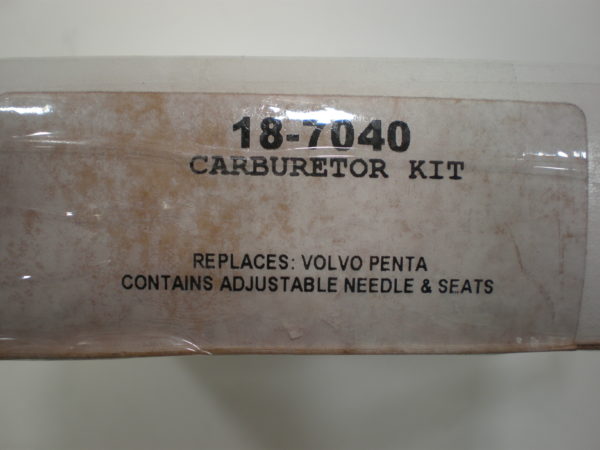 18-7040
CARBURETOR KIT
REPLACES: VOLVO PENTA
CONTAINS ADJUSTABLE NEEDLE & SEATS